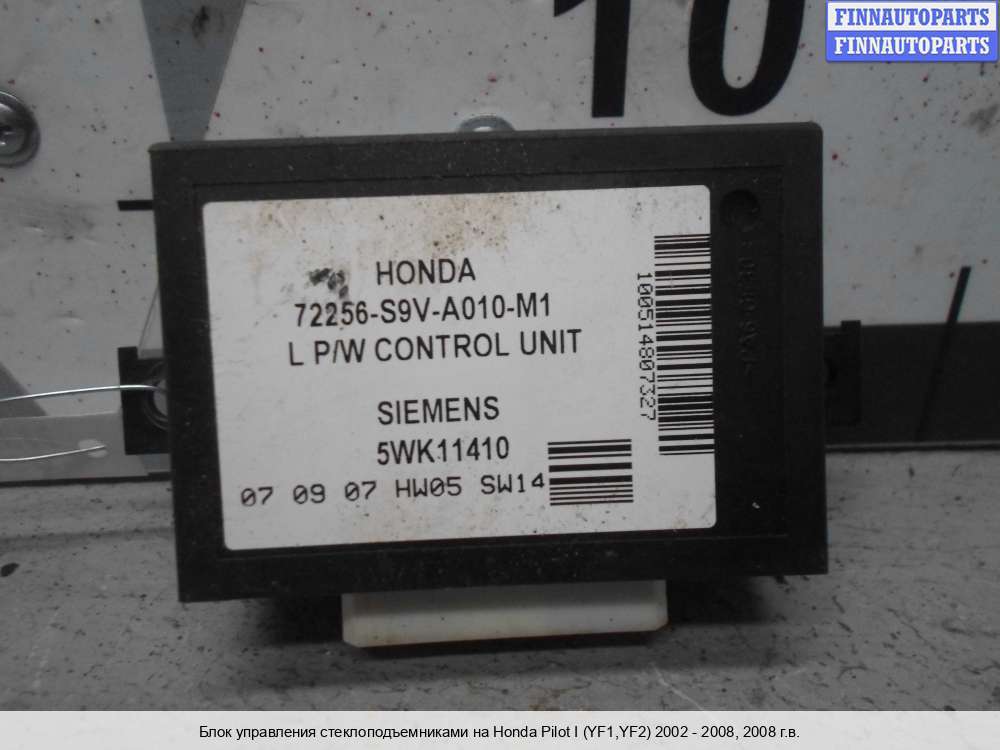 FINNAUTOPARTS
FINNAUTOPARTS
10
HONDA
72256-S9V-A010-M1
L P/W CONTROL UNIT
SIEMENS
5WK11410
07 09 07 HW05 SW14
100514807327
Блок управления стеклоподъемниками на Honda Pilot I (YF1,YF2) 2002 - 2008, 2008 г.в.